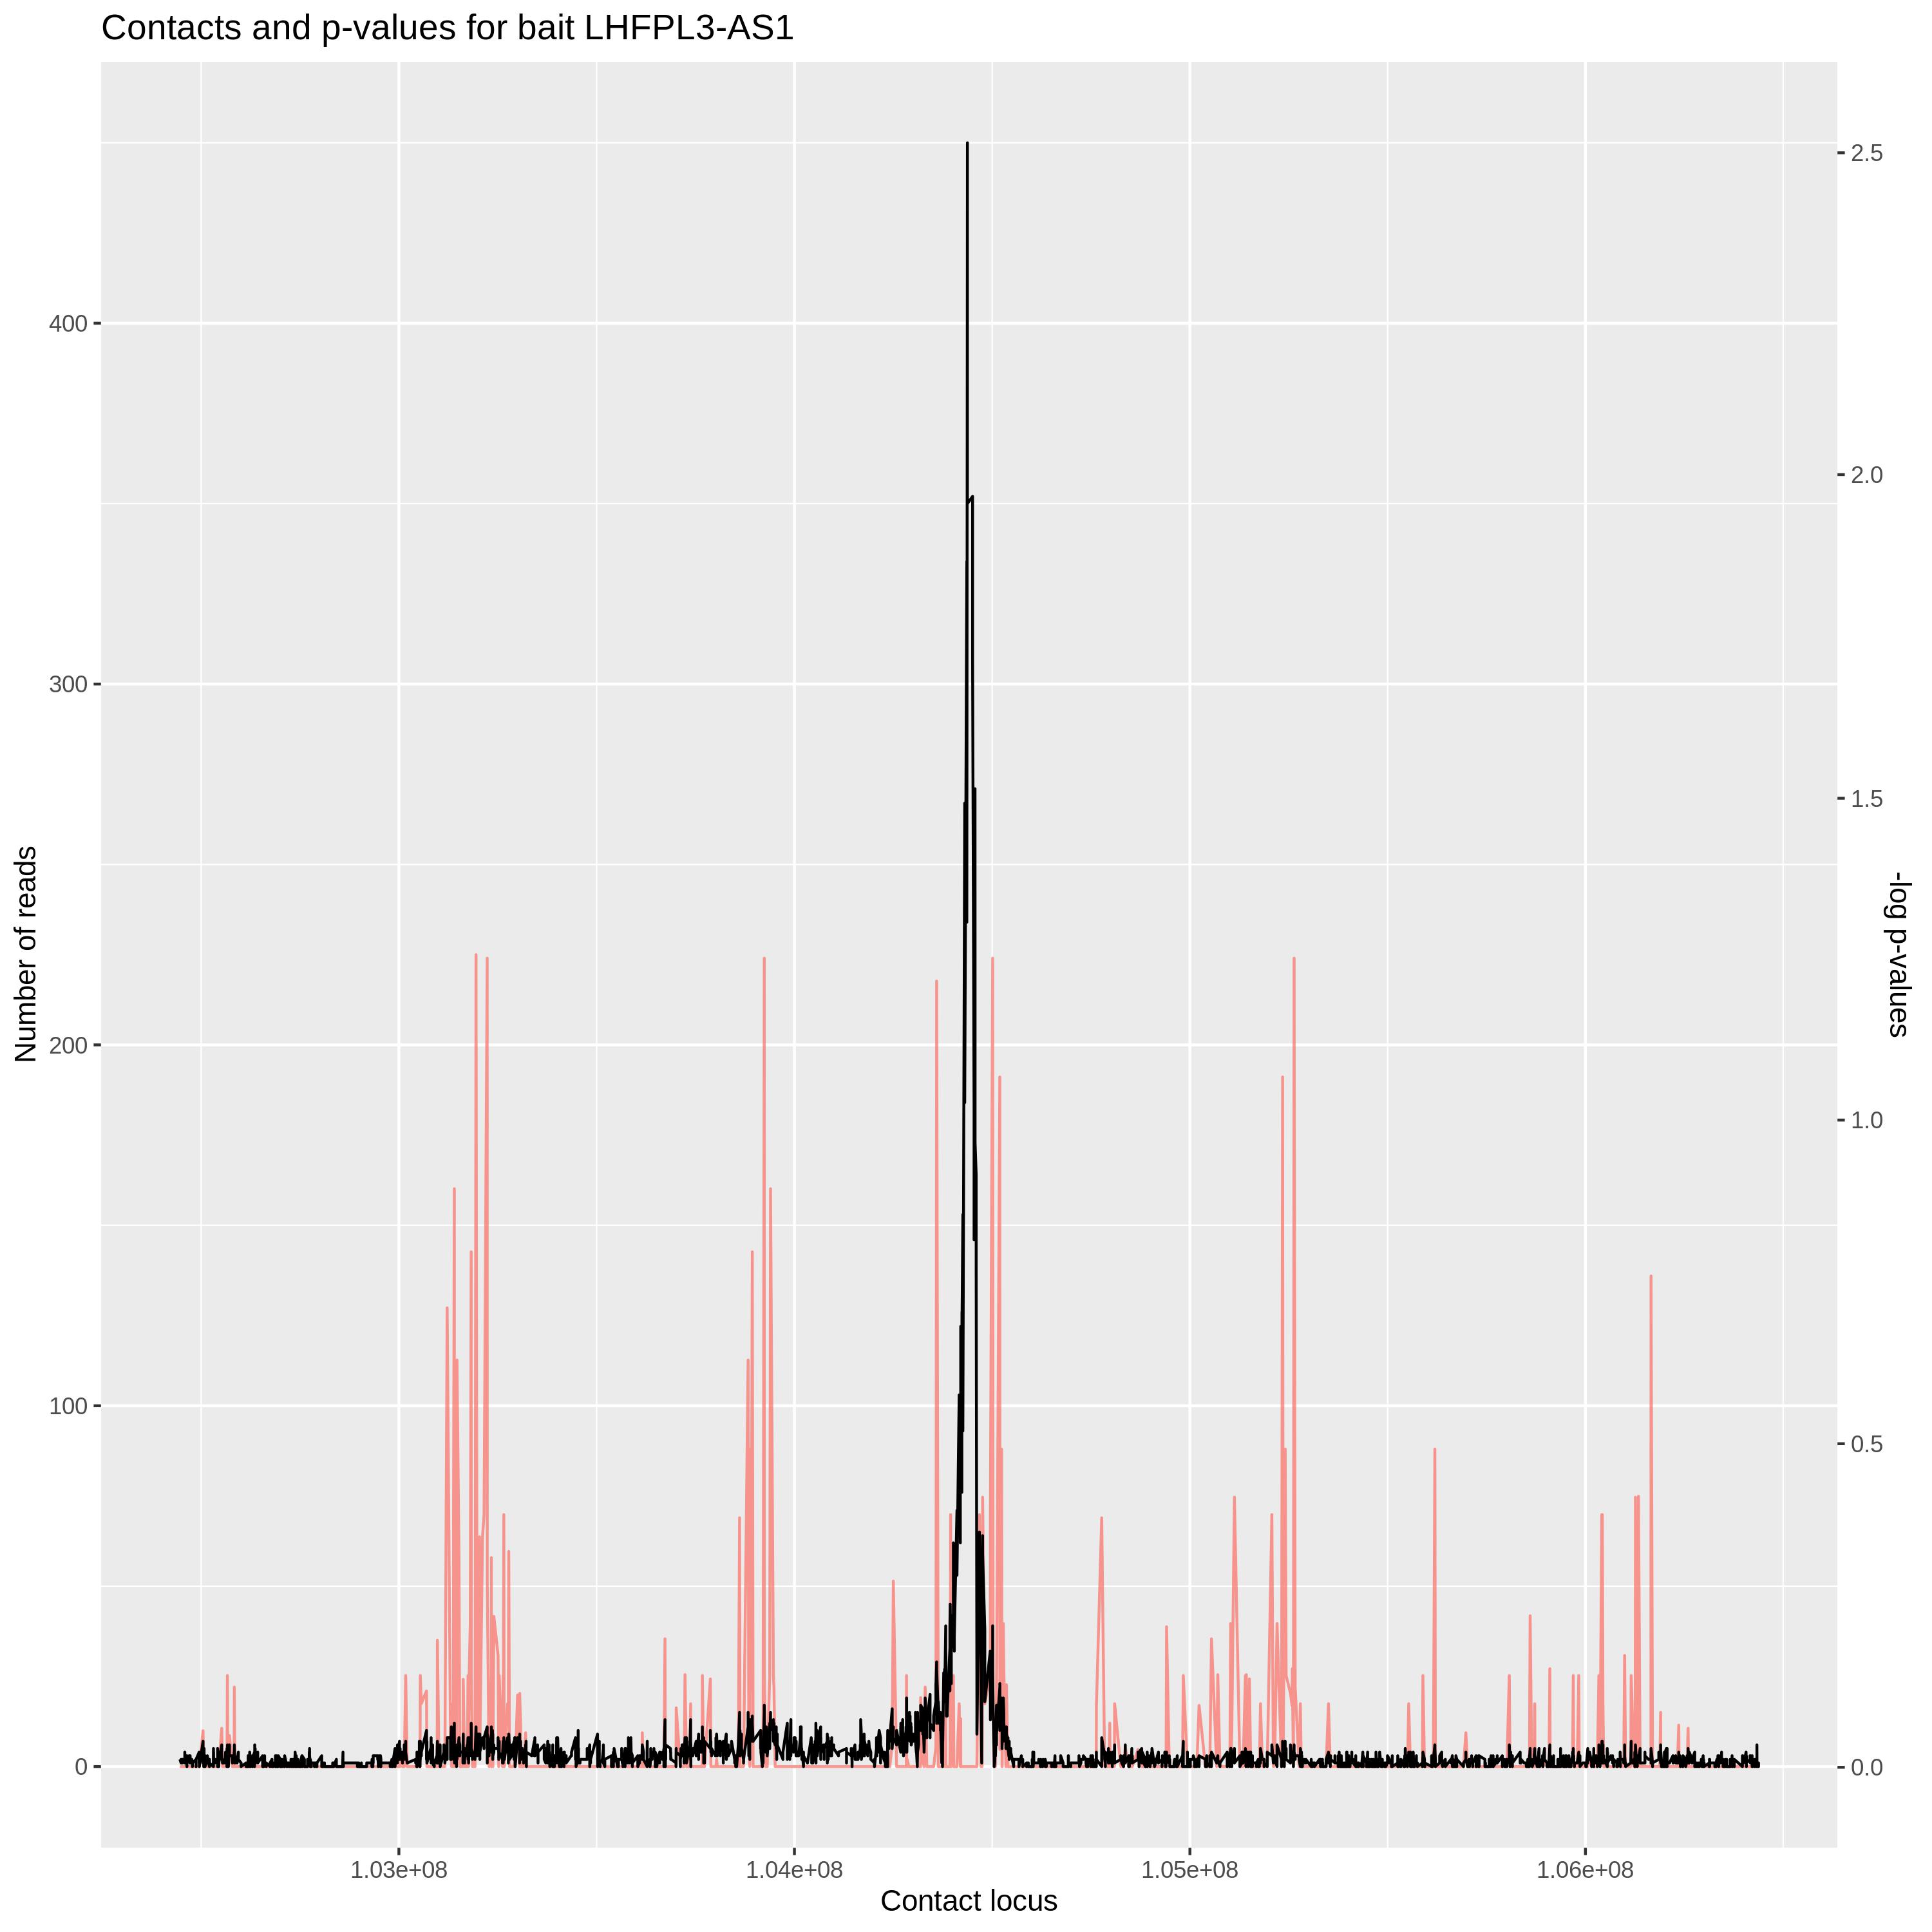 Contacts and p-values for bait LHFPL3-AS1
Number of reads
400
300
200
100
0
2.5
2.0
1.5
1.0
0.5
0.0
-log p-values
1.03e+08
1.04e+08
1.05e+08
1.06e+08
Contact locus